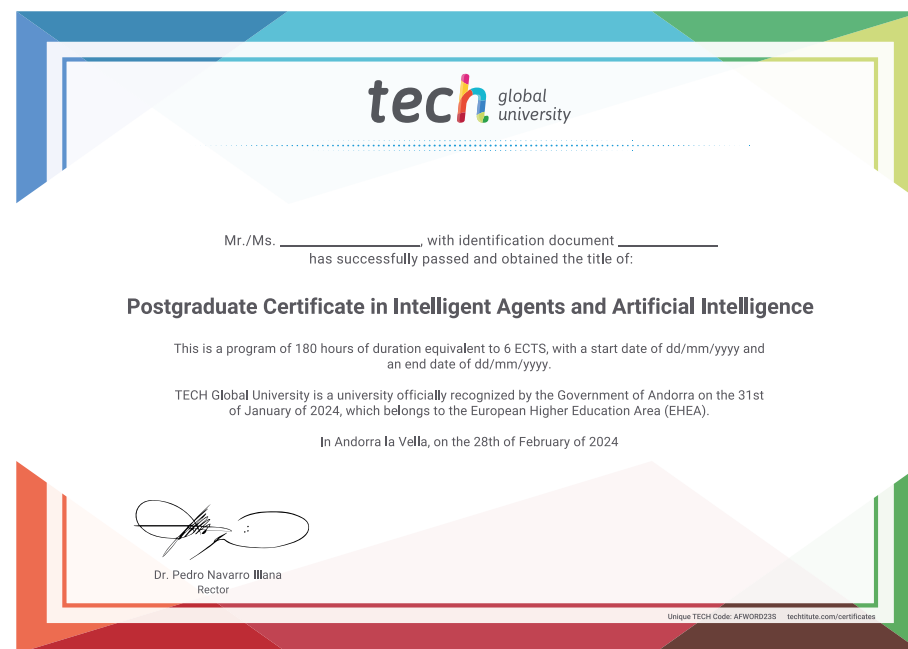 tech global
university
Mr./Ms. ____________________, with identification document ______________
has successfully passed and obtained the title of:
Postgraduate Certificate in Intelligent Agents and Artificial Intelligence
This is a program of 180 hours of duration equivalent to 6 ECTS, with a start date of dd/mm/yyyy and
an end date of dd/mm/yyyy.
TECH Global University is a university officially recognized by the Government of Andorra on the 31st
of January of 2024, which belongs to the European Higher Education Area (EHEA).
In Andorra la Vella, on the 28th of February of 2024
Dr. Pedro Navarro Illana
Rector
Unique TECH Code: AFWORD23S techtitute.com/certificates